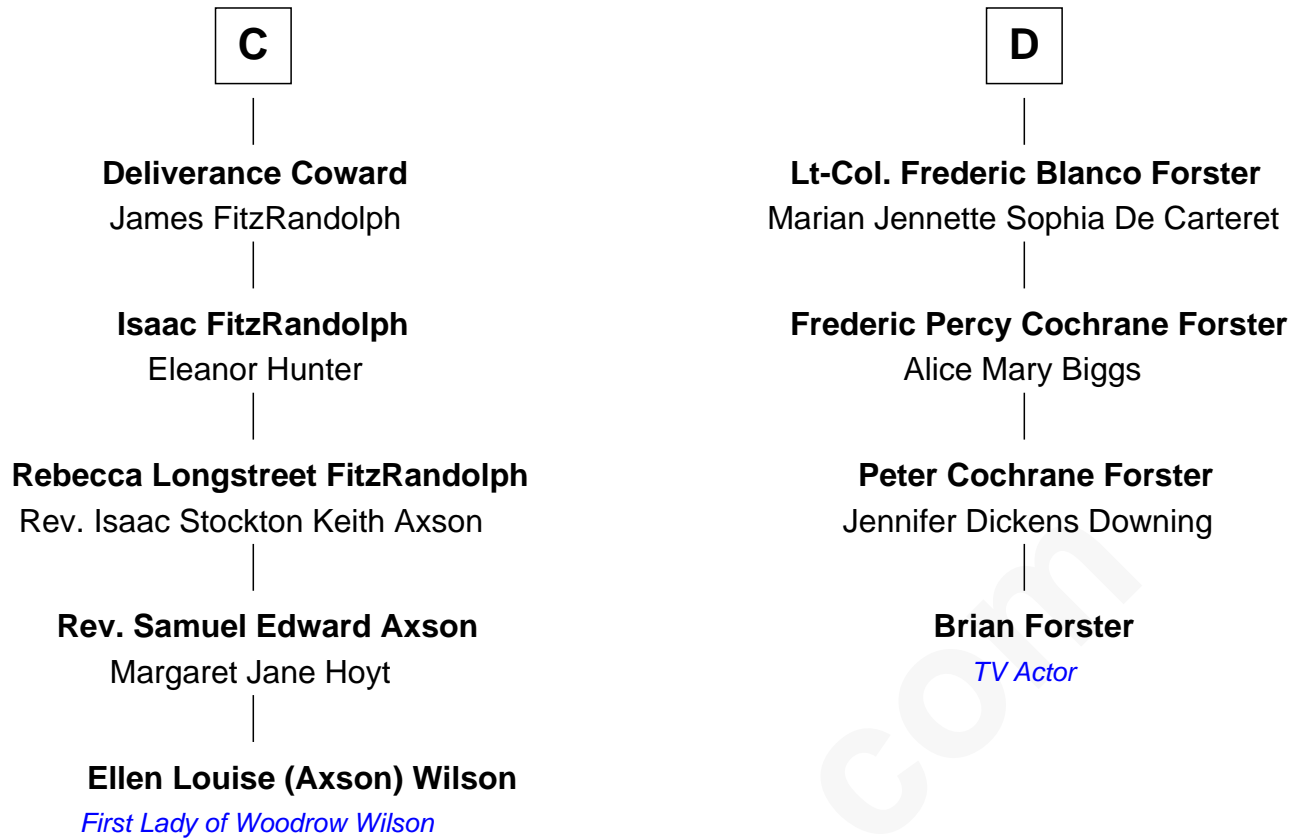 C
Deliverance Coward
James FitzRandolph
Isaac FitzRandolph
Eleanor Hunter
Rebecca Longstreet FitzRandolph
Rev. Isaac Stockton Keith Axson
Rev. Samuel Edward Axson
Margaret Jane Hoyt
Ellen Louise (Axson) Wilson
First Lady of Woodrow Wilson
D
Lt-Col. Frederic Blanco Forster
Marian Jennette Sophia De Carteret
Frederic Percy Cochrane Forster
Alice Mary Biggs
Peter Cochrane Forster
Jennifer Dickens Downing
Brian Forster
TV Actor
com